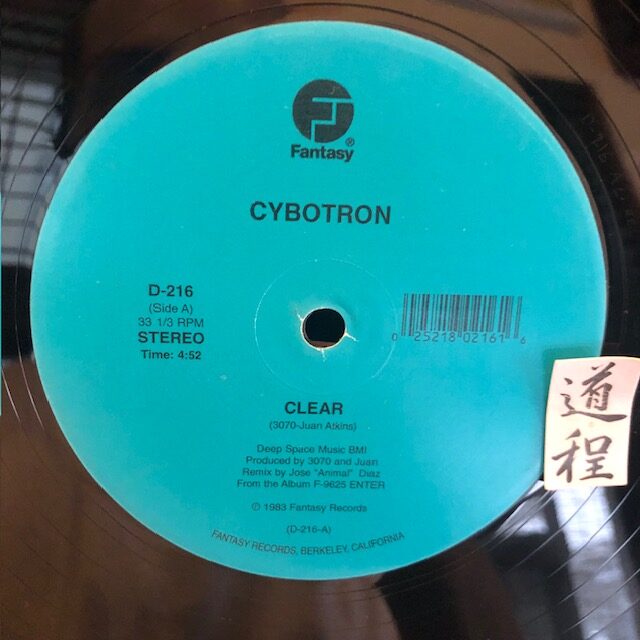 Fantasy®
CYBOTRON
D-216
(Side A)
33 1/3 RPM
STEREO
Time: 4:52
0 25218 02161 6
CLEAR
(3070-Juan Atkins)
Deep Space Music BMI
Produced by 3070 and Juan
Remix by Jose "Animal" Diaz
From the Album F-9625 ENTER
℗ 1983 Fantasy Records
(D-216-A)
FANTASY RECORDS, BERKELEY, CALIFORNIA
道程